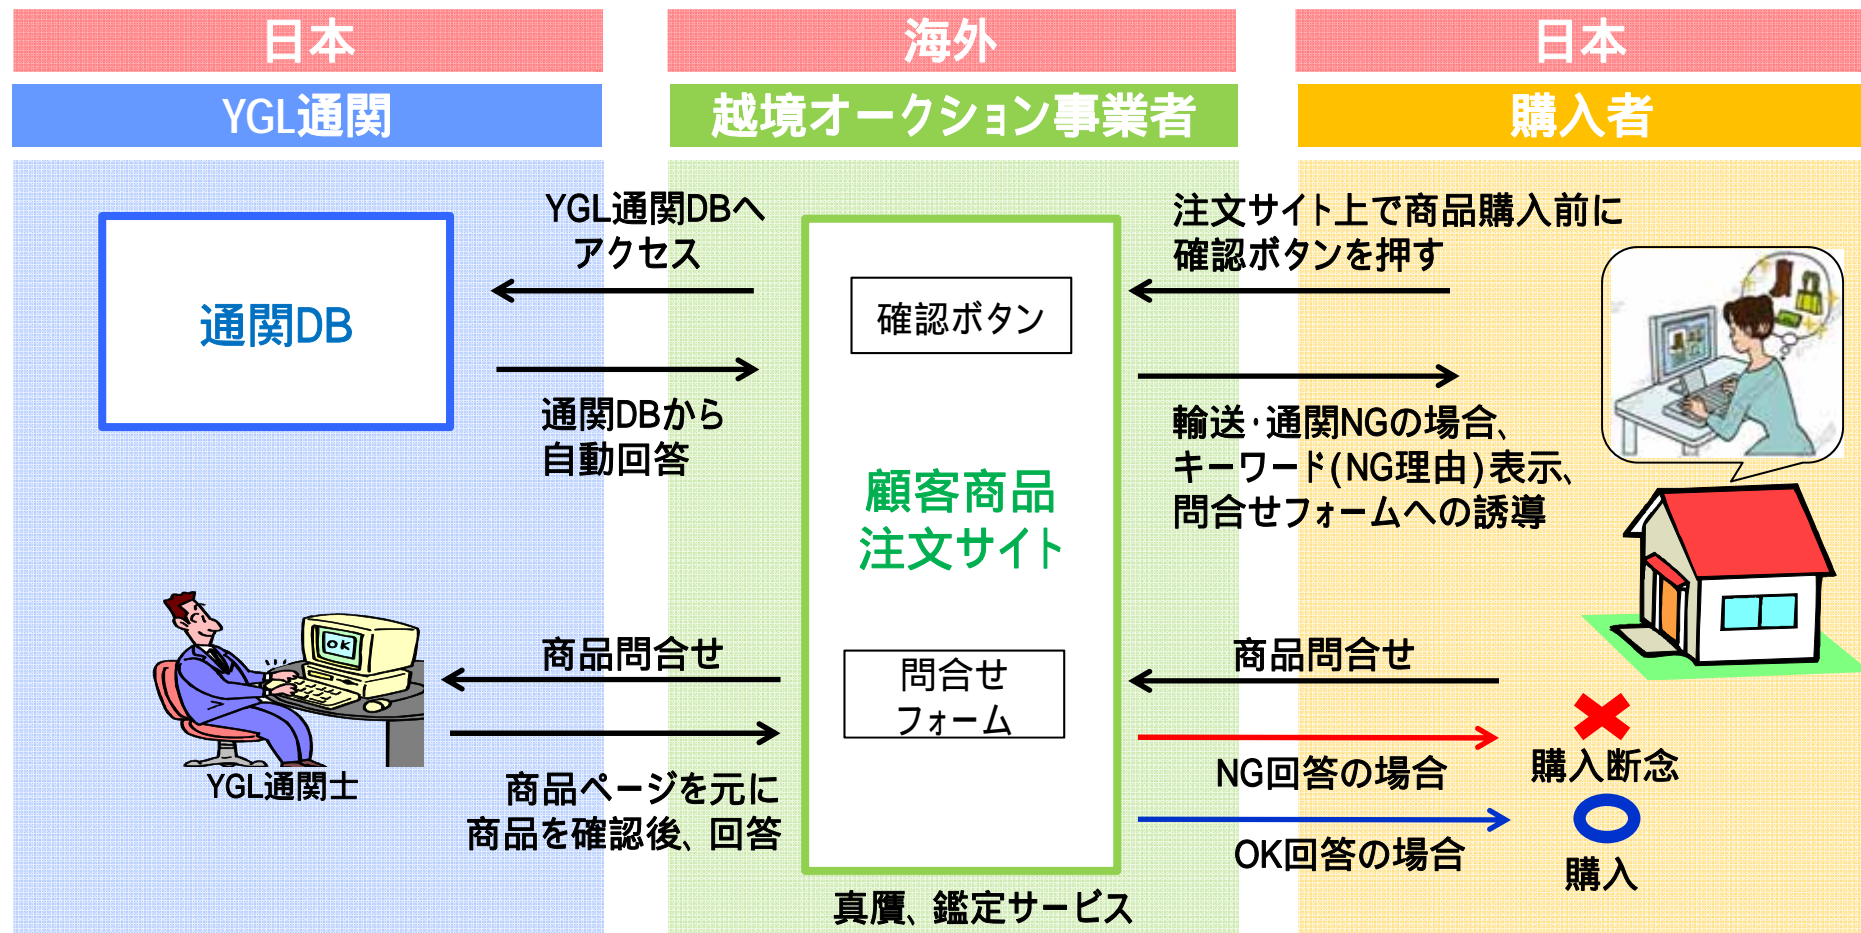 日本
海外
日本
YGL通関
越境オークション事業者
購入者
YGL通関DBへ
アクセス
通関DB
通関DBから
自動回答
確認ボタン
注文サイト上で商品購入前に
確認ボタンを押す
輸送・通関NGの場合、
キーワード(NG理由)表示、
問合せフォームへの誘導
顧客商品
注文サイト
OK
YGL通関士
商品問合せ
商品ページを元に
商品を確認後、回答
問合せ
フォーム
商品問合せ
NG回答の場合
購入断念
OK回答の場合
購入
真贋、鑑定サービス